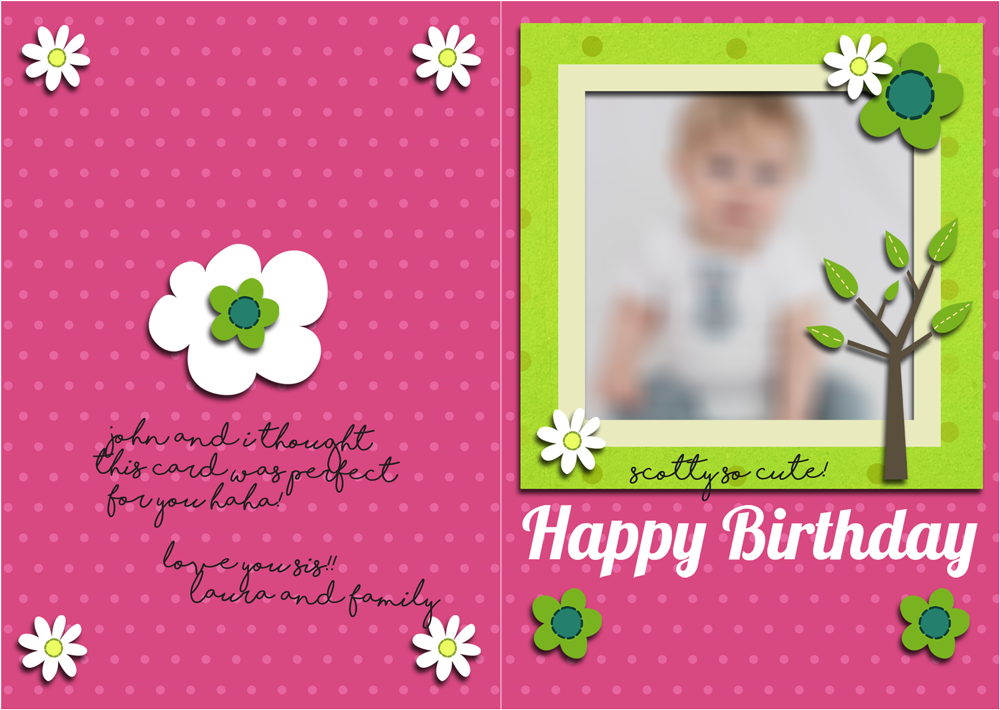 john and i thought
this card was perfect
for you haha!
love you sis!!
laura and family
scotty so cute!
Happy Birthday